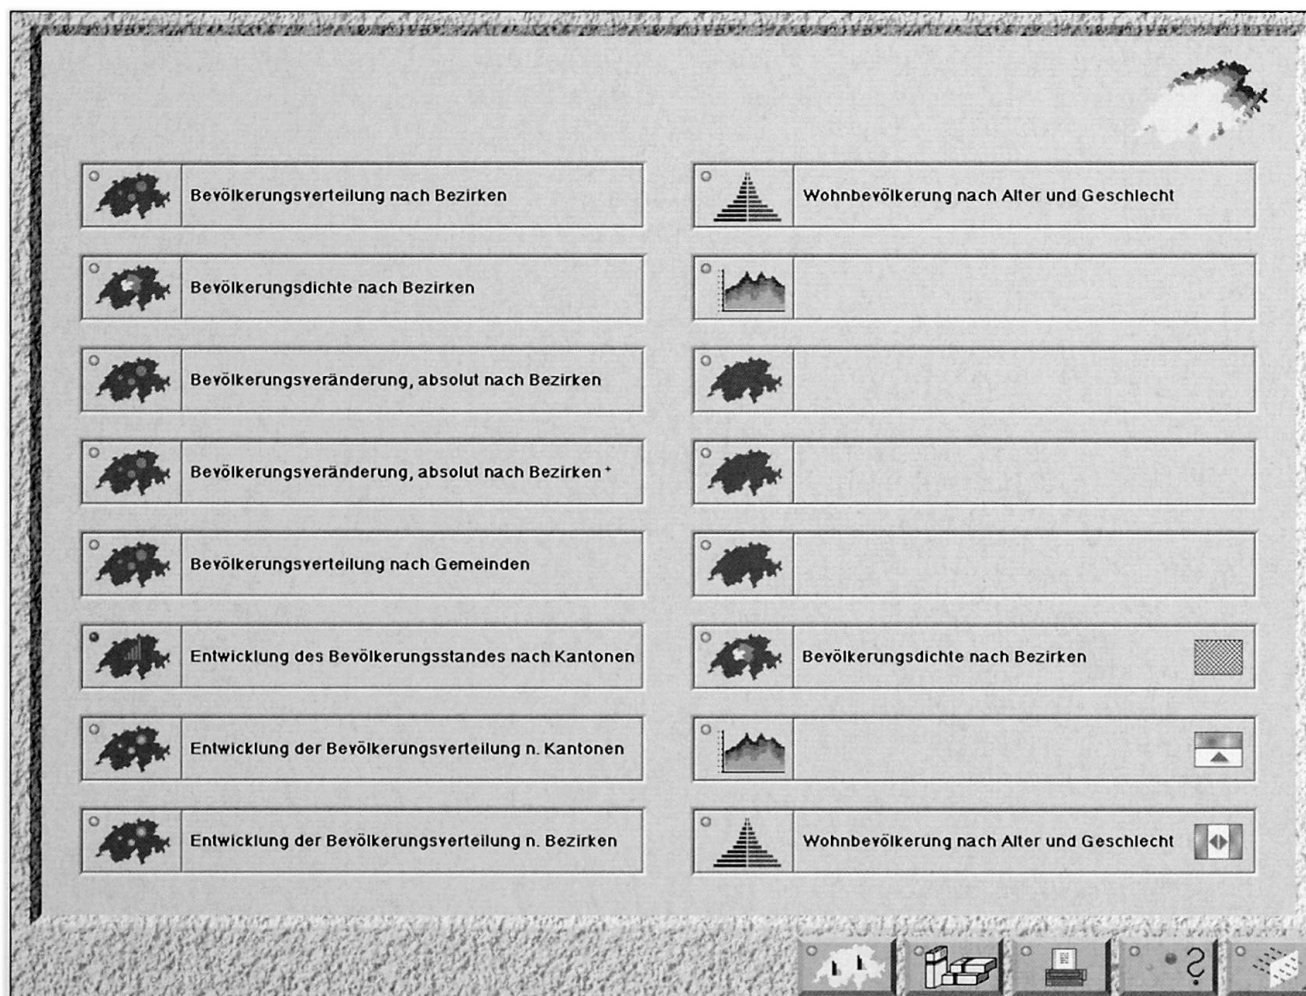 Bevölkerungsverteilung nach Bezirken
Bevölkerungsdichte nach Bezirken
Bevölkerungsveränderung, absolut nach Bezirken
Bevölkerungsveränderung, absolut nach Bezirken +
Bevölkerungsverteilung nach Gemeinden
Entwicklung des Bevölkerungsstandes nach Kantonen
Entwicklung der Bevölkerungsverteilung n. Kantonen
Entwicklung der Bevölkerungsverteilung n. Bezirken
Wohnbevölkerung nach Alter und Geschlecht
Bevölkerungsdichte nach Bezirken
Wohnbevölkerung nach Alter und Geschlecht
?